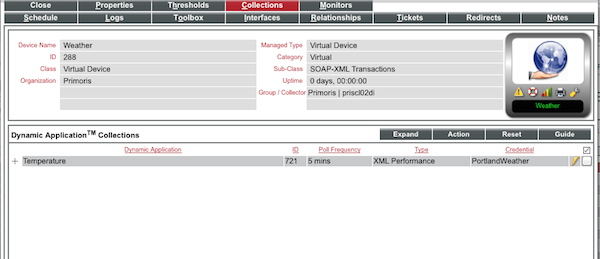 Close Properties Thresholds Collections Monitors
Schedule Logs Toolbox Interfaces Relationships Tickets Redirects Notes
Device Name Weather Managed Type Virtual Device
ID 288 Category Virtual
Class Virtual Device Sub-Class SOAP-XML Transactions
Organization Primoris Uptime 0 days, 00:00:00
Group / Collector Primoris | priscl02di
Weather
Dynamic Application™ Collections Expand Action Reset Guide
Dynamic Application ID Poll Frequency Type Credential
+ Temperature 721 5 mins XML Performance PortlandWeather